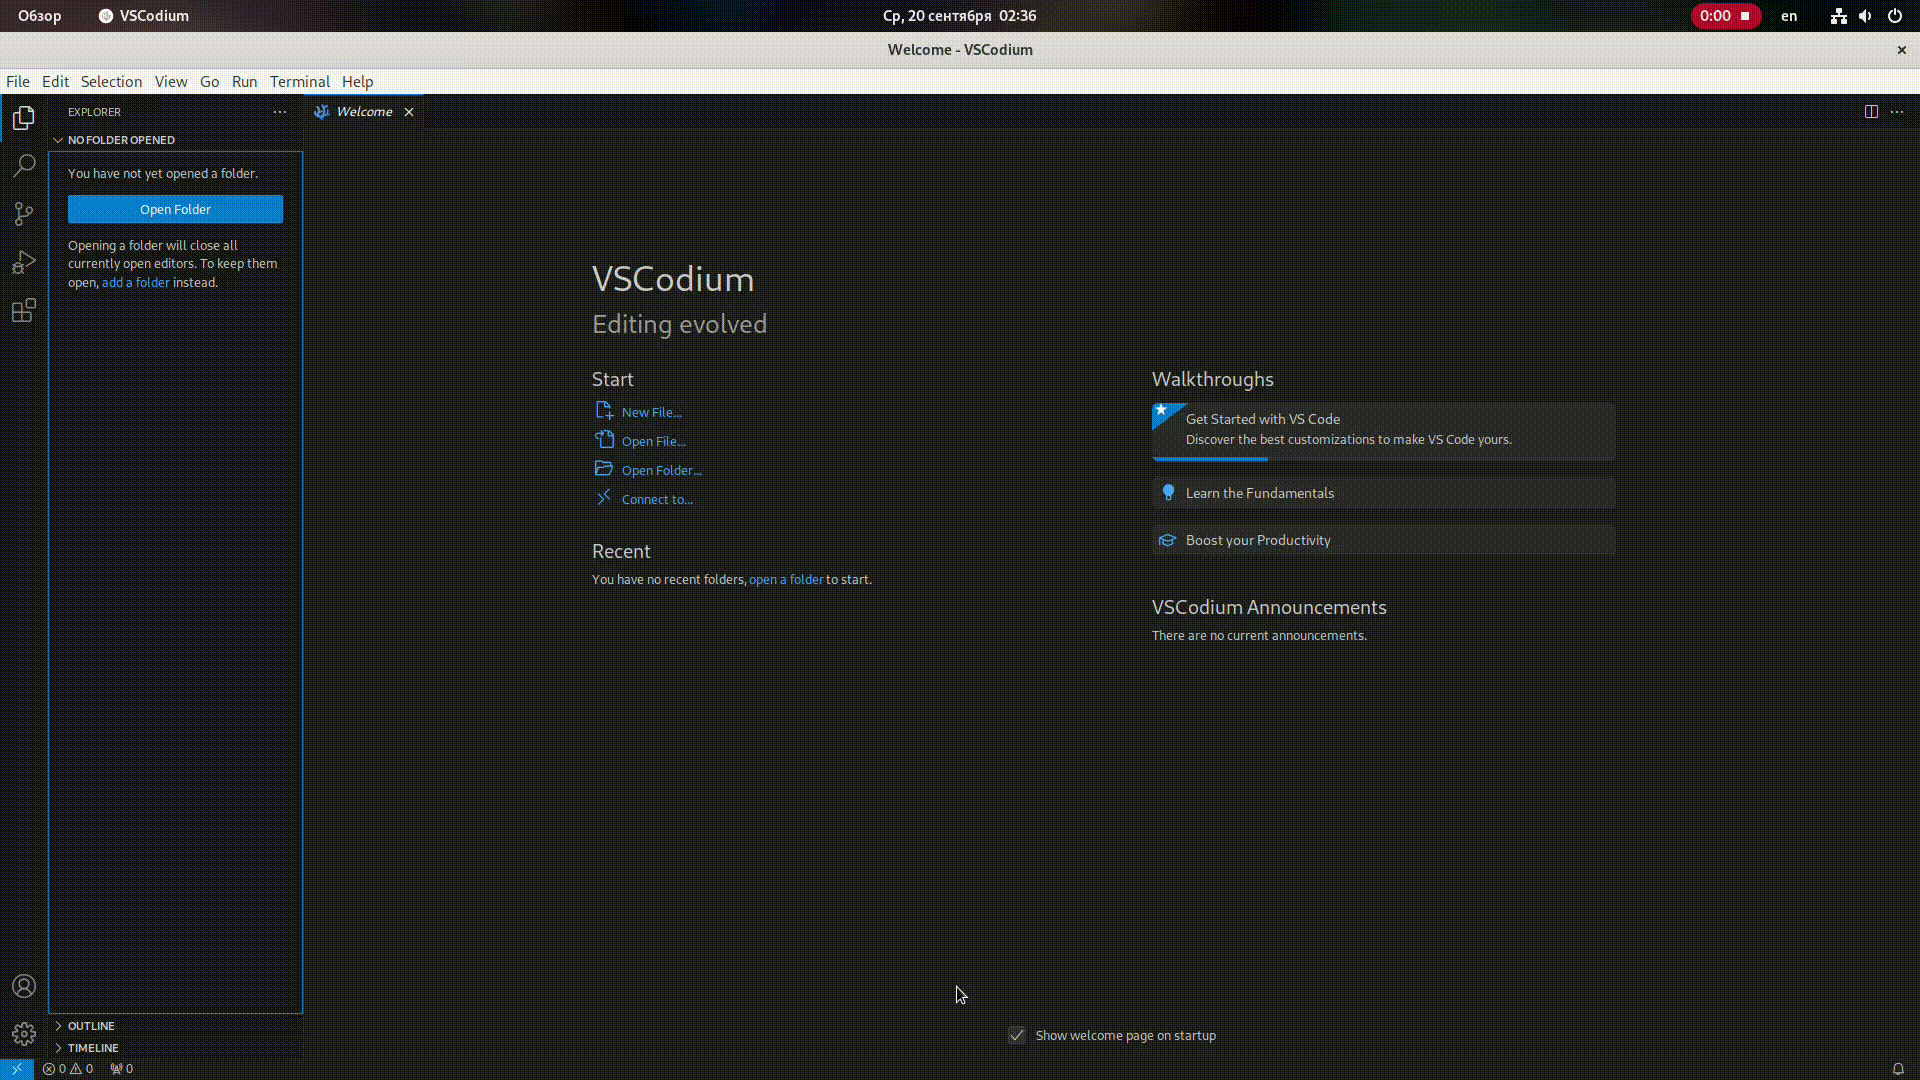 Обзор
VSCodium
Ср, 20 сентября 02:36
0:00
en
Welcome - VSCodium
File Edit Selection View Go Run Terminal Help
EXPLORER
Welcome
NO FOLDER OPENED
You have not yet opened a folder.
Open Folder
Opening a folder will close all
currently open editors. To keep them
open, add a folder instead.
VSCodium
Editing evolved
Start
New File...
Open File...
Open Folder...
Connect to...
Recent
You have no recent folders, open a folder to start.
Walkthroughs
Get Started with VS Code
Discover the best customizations to make VS Code yours.
Learn the Fundamentals
Boost your Productivity
VSCodium Announcements
There are no current announcements.
Show welcome page on startup
OUTLINE
TIMELINE
0 0 0